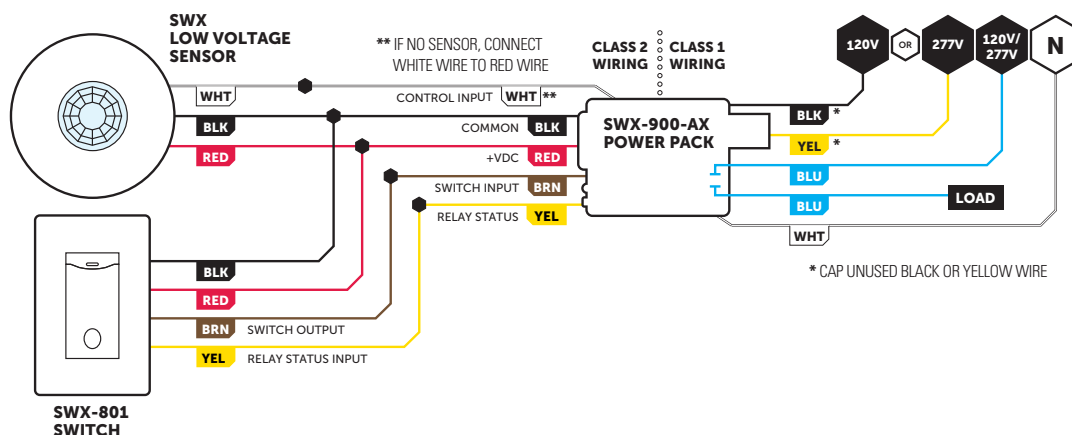 SWX
LOW VOLTAGE
SENSOR
** IF NO SENSOR, CONNECT
WHITE WIRE TO RED WIRE
CLASS 2
WIRING
CLASS 1
WIRING
120V
OR
277V
120V/
277V
N
WHT
CONTROL INPUT
WHT **
BLK
COMMON
BLK
RED
+VDC
RED
SWITCH INPUT
BRN
RELAY STATUS
YEL
SWX-900-AX
POWER PACK
BLK *
YEL *
BLU
BLU
LOAD
WHT
* CAP UNUSED BLACK OR YELLOW WIRE
BLK
RED
BRN
SWITCH OUTPUT
YEL
RELAY STATUS INPUT
SWX-801
SWITCH